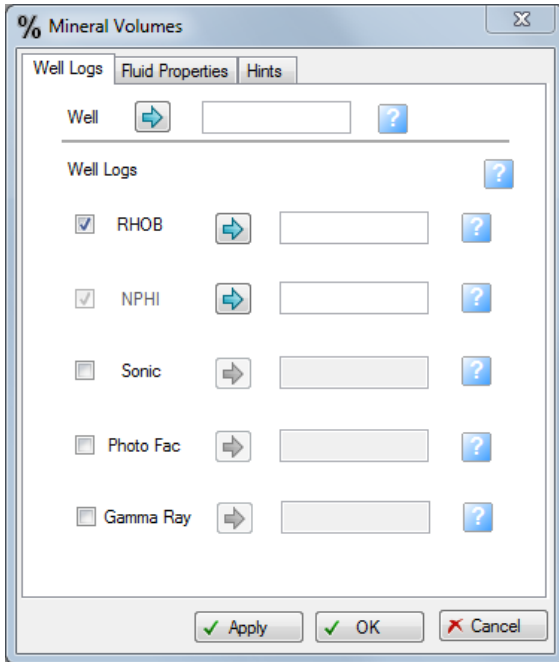 % Mineral Volumes
Well Logs Fluid Properties Hints
Well ?
Well Logs ?
RHOB ?
NPHI ?
Sonic ?
Photo Fac ?
Gamma Ray ?
Apply OK Cancel